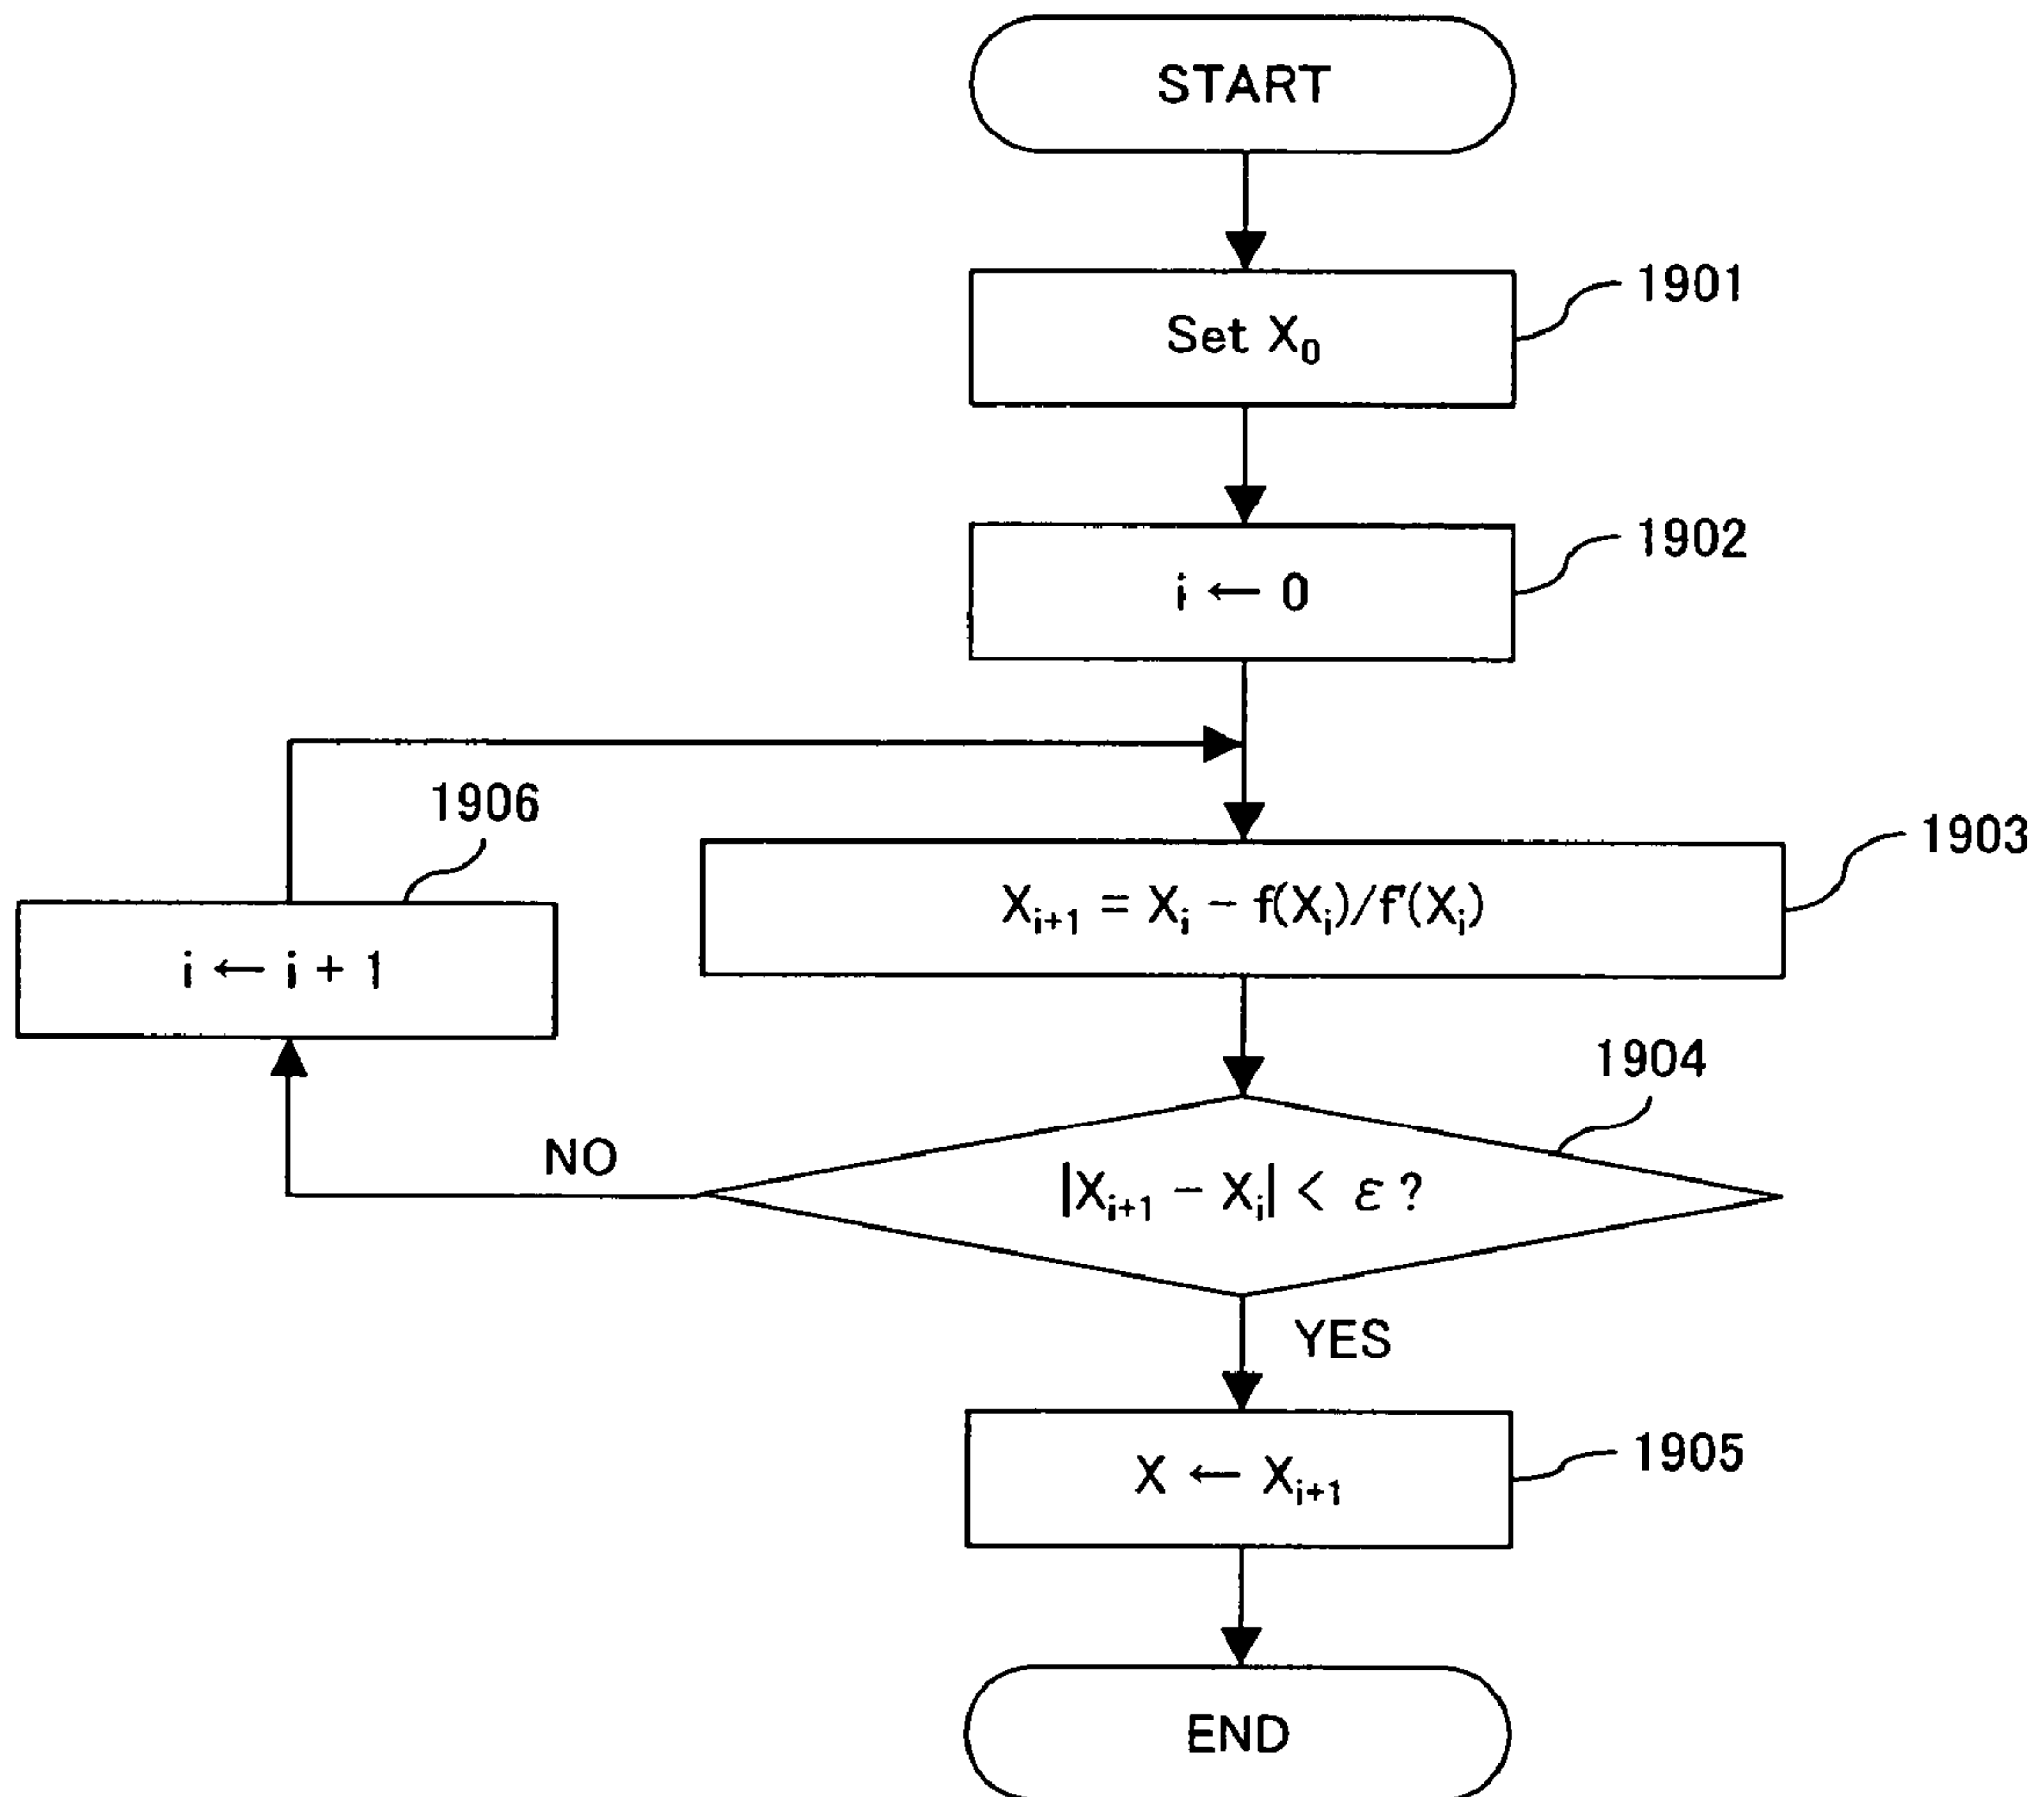 START
Set X₀
1901
i ← 0
1902
1906
1903
Xᵢ₊₁ = Xᵢ − f(Xᵢ)/f'(Xᵢ)
i ← i + 1
1904
NO
|Xᵢ₊₁ − Xᵢ| < ε ?
YES
X ← Xᵢ₊₁
1905
END